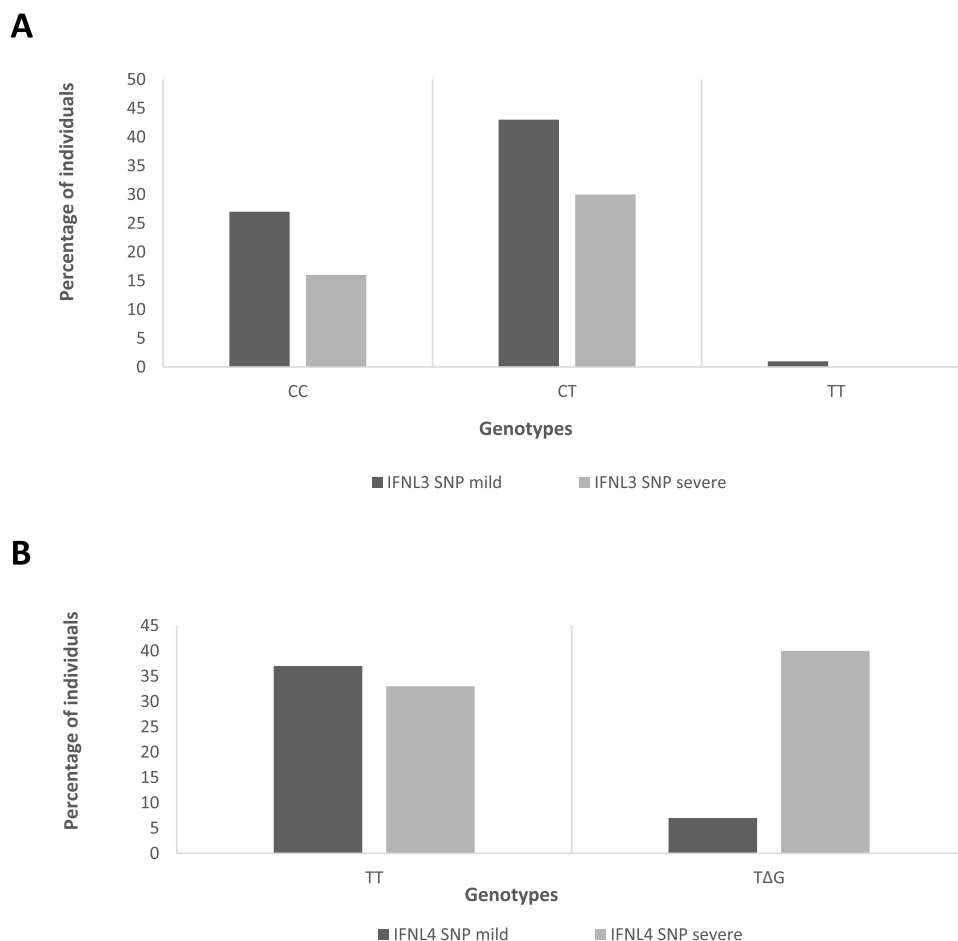 A
Percentage of individuals
50
45
40
35
30
25
20
15
10
5
0
CC CT TT
Genotypes
IFNL3 SNP mild IFNL3 SNP severe
B
Percentage of individuals
45
40
35
30
25
20
15
10
5
0
TT TΔG
Genotypes
IFNL4 SNP mild IFNL4 SNP severe